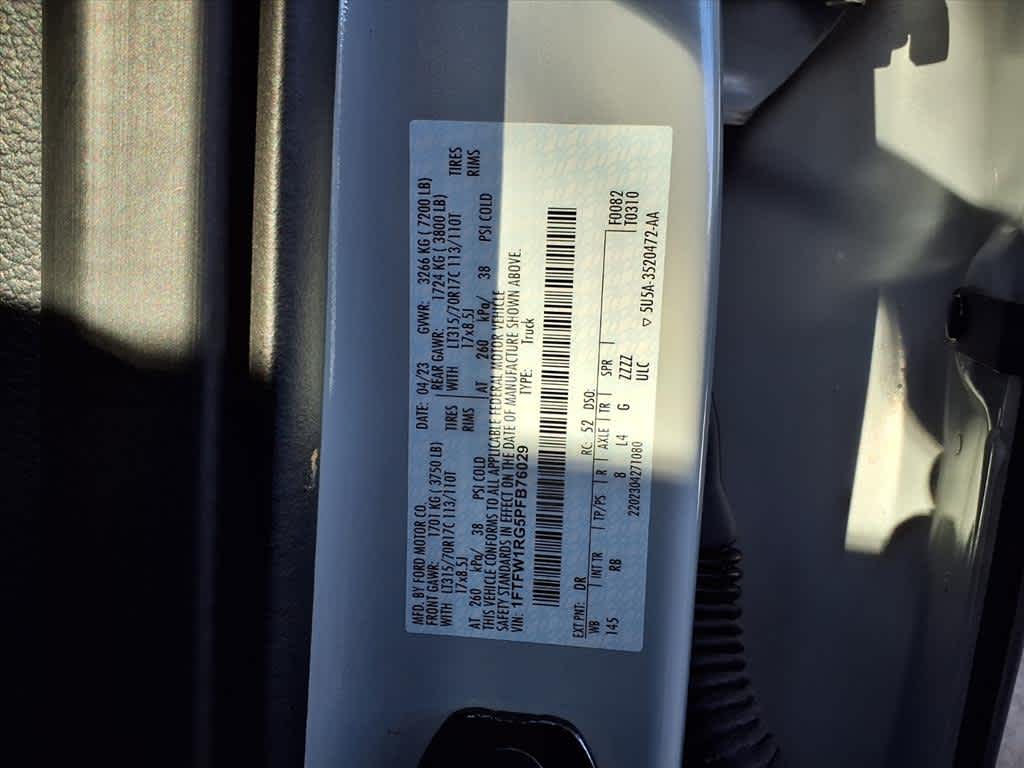 MFD. BY FORD MOTOR CO. DATE: 04/23 GVWR: 3266 KG ( 7200 LB)
FRONT GAWR: 1701 KG ( 3750 LB) REAR GAWR: 1724 KG ( 3800 LB)
WITH LT315/70R17C 113/110T TIRES WITH LT315/70R17C 113/110T TIRES
17x8.5J RIMS 17x8.5J RIMS
AT 260 kPa/ 38 PSI COLD AT 260 kPa/ 38 PSI COLD
THIS VEHICLE CONFORMS TO ALL APPLICABLE FEDERAL MOTOR VEHICLE
SAFETY STANDARDS IN EFFECT ON THE DATE OF MANUFACTURE SHOWN ABOVE.
VIN: 1FTFW1RG5PFB76029 TYPE: Truck
EXT PNT: DR RC: 52 DSO: F0082
WB INT TR TP/PS R AXLE TR SPR T0310
145 RB 8 L4 G ZZZZ
ULC
2202304271080 ▽ 5U5A-3520472-AA